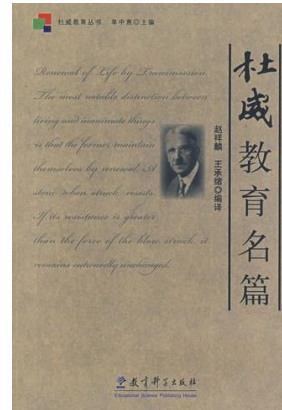 杜威教育丛书 单中惠◎主编
杜威教育名篇
赵祥麟 王承绪◎编译
Renewal of Life by Transmission.
The most notable distinction between
living and inanimate things
is that the former maintain
themselves by renewal. A
stone when struck resists.
If its resistance is greater
than the force of the blow struck, it
remains outwardly unchanged.
教育科学出版社
Educational Science Publishing House